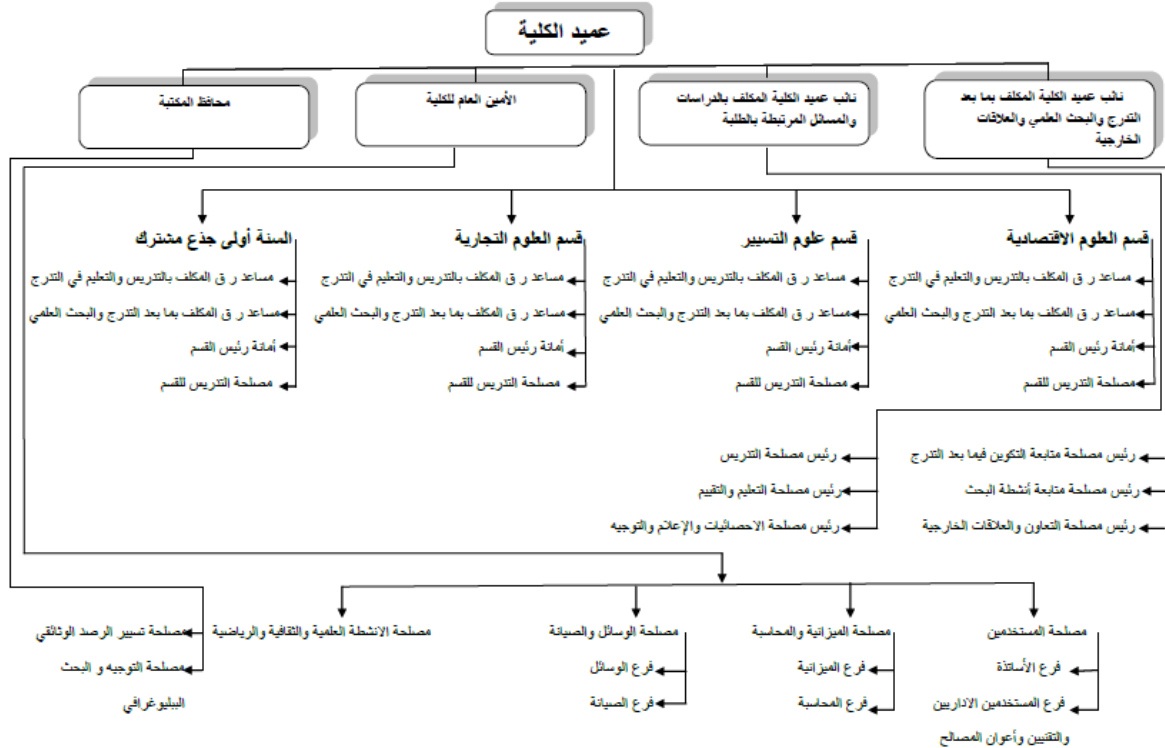 عميد الكلية
نائب عميد الكلية المكلف بما بعد
التدرج والبحث العلمي والعلاقات
الخارجية
نائب عميد الكلية المكلف بالدراسات
والمسائل المرتبطة بالطلبة
الأمين العام للكلية
محافظ المكتبة
قسم العلوم الاقتصادية
مساعد ر ق المكلف بالتدريس والتعليم في التدرج
مساعد ر ق المكلف بما بعد التدرج والبحث العلمي
أمانة رئيس القسم
مصلحة التدريس للقسم
قسم علوم التسيير
مساعد ر ق المكلف بالتدريس والتعليم في التدرج
مساعد ر ق المكلف بما بعد التدرج والبحث العلمي
أمانة رئيس القسم
مصلحة التدريس للقسم
قسم العلوم التجارية
مساعد ر ق المكلف بالتدريس والتعليم في التدرج
مساعد ر ق المكلف بما بعد التدرج والبحث العلمي
أمانة رئيس القسم
مصلحة التدريس للقسم
السنة أولى جذع مشترك
مساعد ر ق المكلف بالتدريس والتعليم في التدرج
مساعد ر ق المكلف بما بعد التدرج والبحث العلمي
أمانة رئيس القسم
مصلحة التدريس للقسم
رئيس مصلحة متابعة التكوين فيما بعد التدرج
رئيس مصلحة متابعة أنشطة البحث
رئيس مصلحة التعاون والعلاقات الخارجية
رئيس مصلحة التدريس
رئيس مصلحة التعليم والتقييم
رئيس مصلحة الاحصائيات والإعلام والتوجيه
مصلحة المستخدمين
فرع الأساتذة
فرع المستخدمين الاداريين
والتقنيين وأعوان المصالح
مصلحة الميزانية والمحاسبة
فرع الميزانية
فرع المحاسبة
مصلحة الوسائل والصيانة
فرع الوسائل
فرع الصيانة
مصلحة الانشطة العلمية والثقافية والرياضية
مصلحة تسيير الرصد الوثائقي
مصلحة التوجيه و البحث
الببليوغرافي